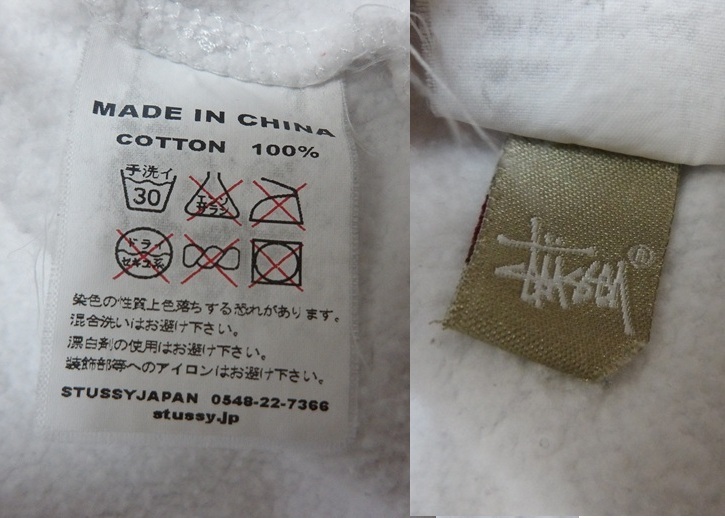 MADE IN CHINA
COTTON 100%
手洗イ
30
エンソ
サラシ
ドライ
セキユ系
染色の性質上色落ちする恐れがあります。
混合洗いはお避け下さい。
漂白剤の使用はお避け下さい。
装飾部等へのアイロンはお避け下さい。
STUSSYJAPAN 0548-22-7366
stussy.jp
Stüssy ®